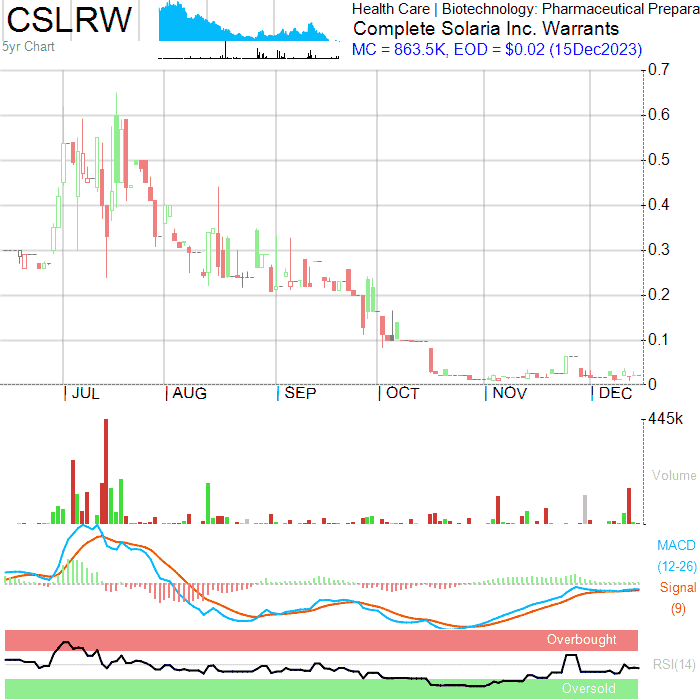 CSLRW
5yr Chart
Health Care | Biotechnology: Pharmaceutical Prepara
Complete Solaria Inc. Warrants
MC = 863.5K, EOD = $0.02 (15Dec2023)
0.7
0.6
0.5
0.4
0.3
0.2
0.1
0
JUL AUG SEP OCT NOV DEC
445k
Volume
MACD
(12-26)
Signal
(9)
Overbought
RSI(14)
Oversold